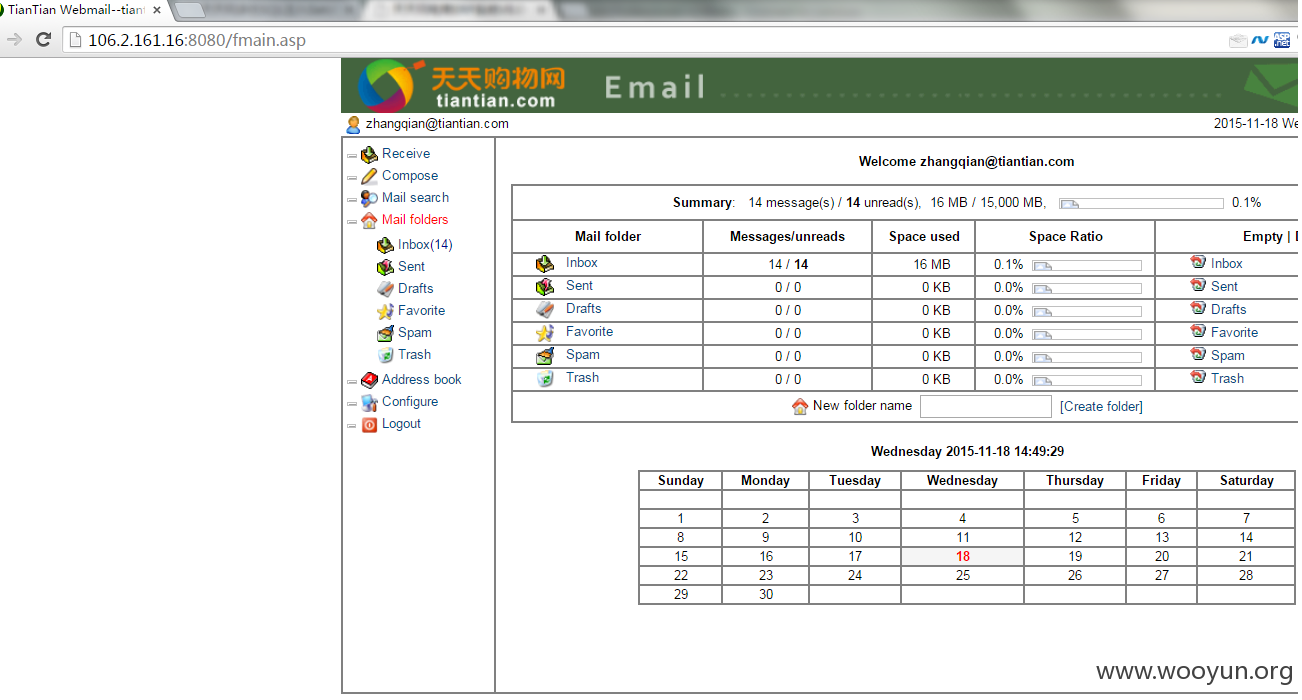 TianTian Webmail--tiant
106.2.161.16:8080/fmain.asp
天天购物网
tiantian.com
Email
zhangqian@tiantian.com
2015-11-18 We
Receive
Compose
Mail search
Mail folders
Inbox(14)
Sent
Drafts
Favorite
Spam
Trash
Address book
Configure
Logout
Welcome zhangqian@tiantian.com
Summary: 14 message(s) / 14 unread(s), 16 MB / 15,000 MB, 0.1%
Mail folder Messages/unreads Space used Space Ratio Empty |
Inbox 14 / 14 16 MB 0.1% Inbox
Sent 0 / 0 0 KB 0.0% Sent
Drafts 0 / 0 0 KB 0.0% Drafts
Favorite 0 / 0 0 KB 0.0% Favorite
Spam 0 / 0 0 KB 0.0% Spam
Trash 0 / 0 0 KB 0.0% Trash
New folder name [Create folder]
Wednesday 2015-11-18 14:49:29
Sunday Monday Tuesday Wednesday Thursday Friday Saturday
1 2 3 4 5 6 7
8 9 10 11 12 13 14
15 16 17 18 19 20 21
22 23 24 25 26 27 28
29 30
www.wooyun.org